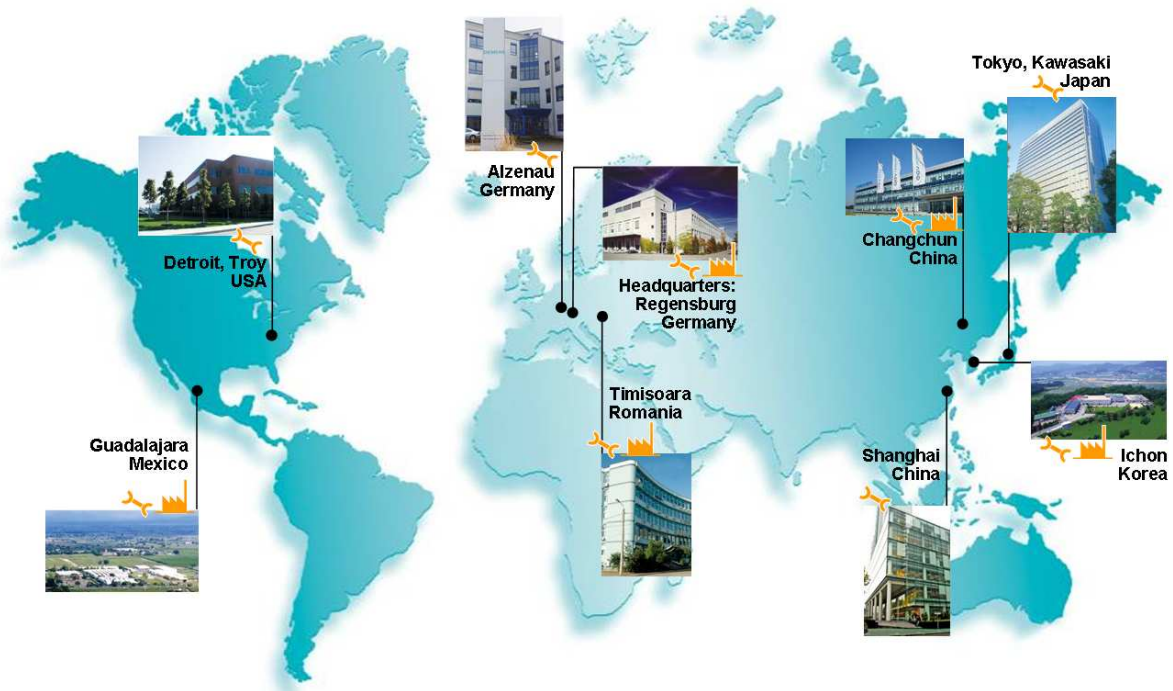 Tokyo, Kawasaki
Japan
SIEMENS
Alzenau
Germany
Changchun
China
Detroit, Troy
USA
Headquarters:
Regensburg
Germany
Timisoara
Romania
Guadalajara
Mexico
Shanghai
China
Ichon
Korea